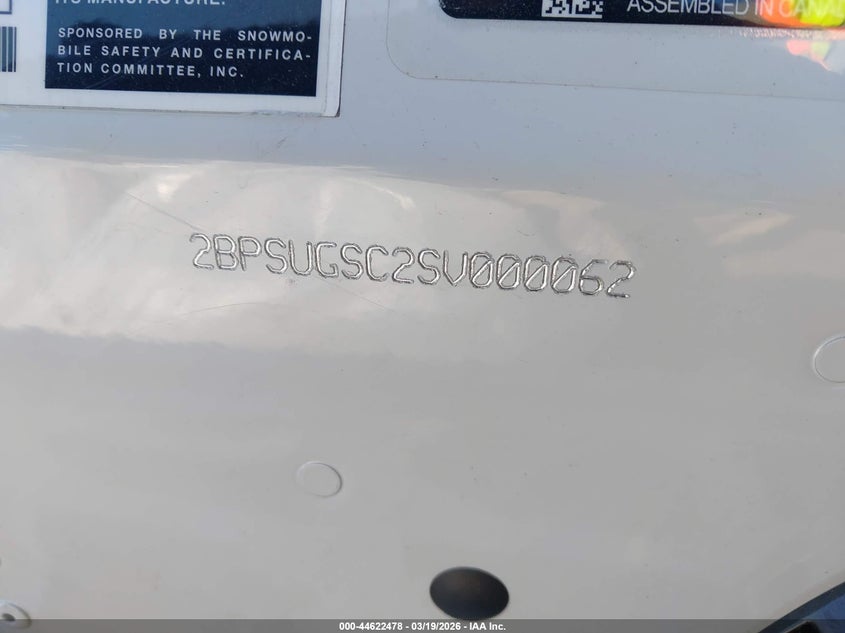 ITS MANUFACTURE.
SPONSORED BY THE SNOWMO-
BILE SAFETY AND CERTIFICA-
TION COMMITTEE, INC.
ASSEMBLED IN CANA
2BPSUGSC2SV000062
000-44622478 - 03/19/2026 - IAA Inc.